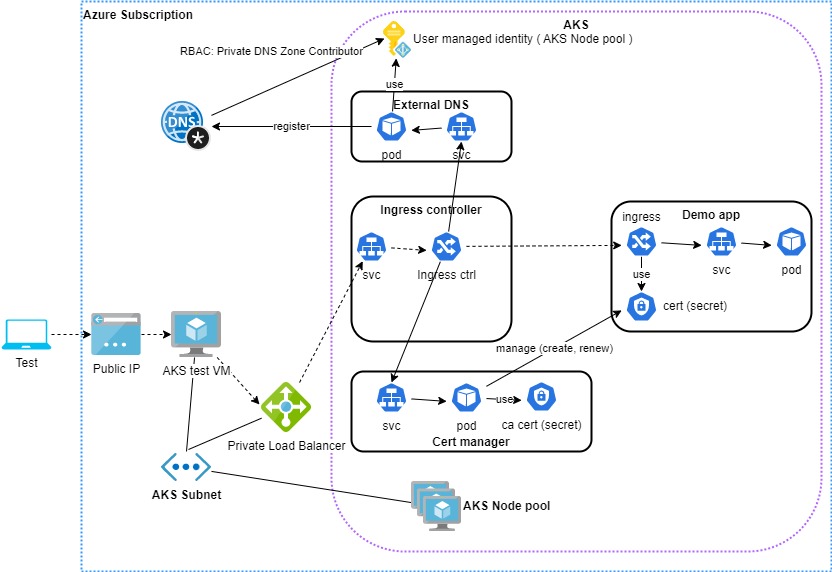 Azure Subscription
AKS
User managed identity ( AKS Node pool )
RBAC: Private DNS Zone Contributor
use
External DNS
DNS
register
pod
svc
Ingress controller
svc
Ingress ctrl
ingress
Demo app
svc
pod
use
cert (secret)
manage (create, renew)
Test
Public IP
AKS test VM
Private Load Balancer
svc
pod
use
ca cert (secret)
Cert manager
AKS Subnet
AKS Node pool